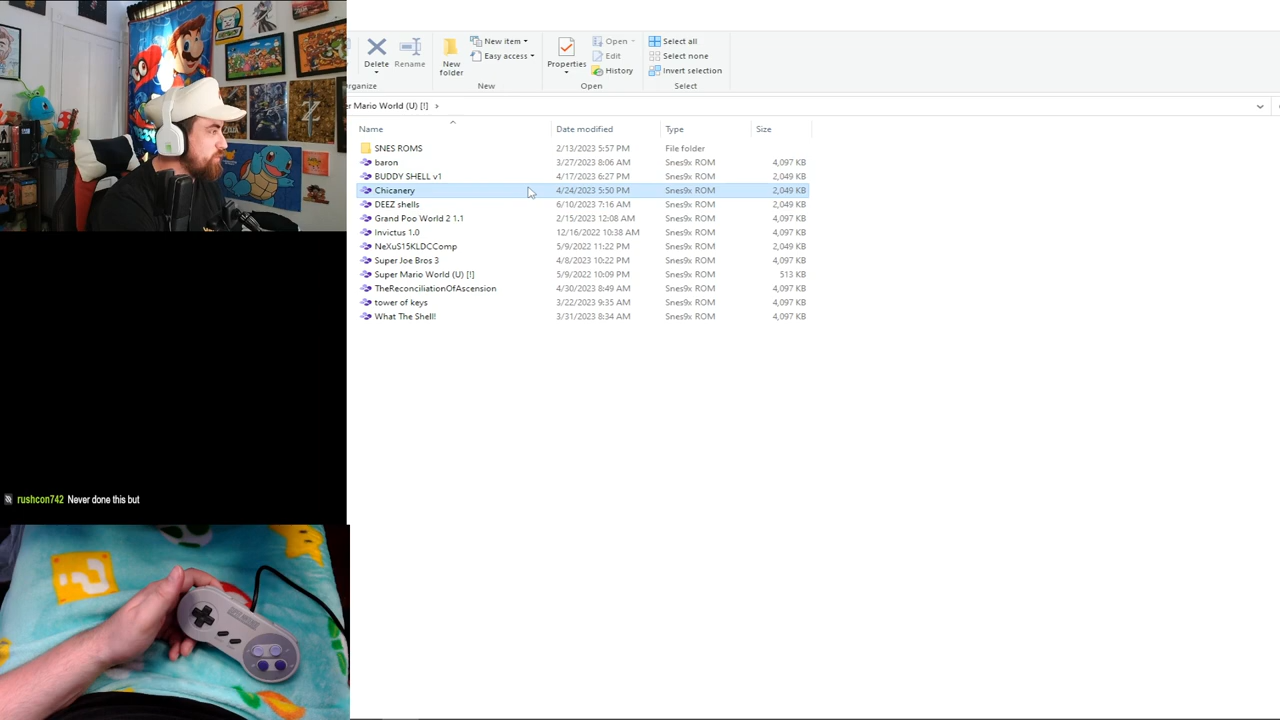 Delete
Rename
New folder
New item
Easy access
Properties
Open
Edit
History
Select all
Select none
Invert selection
rganize
New
Open
Select
er Mario World (U) [!]
Name Date modified Type Size
SNES ROMS 2/13/2023 5:57 PM File folder
baron 3/27/2023 8:06 AM Snes9x ROM 4,097 KB
BUDDY SHELL v1 4/17/2023 6:27 PM Snes9x ROM 2,049 KB
Chicanery 4/24/2023 5:50 PM Snes9x ROM 2,049 KB
DEEZ shells 6/10/2023 7:16 AM Snes9x ROM 2,049 KB
Grand Poo World 2 1.1 2/15/2023 12:08 AM Snes9x ROM 4,097 KB
Invictus 1.0 12/16/2022 10:38 AM Snes9x ROM 4,097 KB
NeXuS15KLDCComp 5/9/2022 11:22 PM Snes9x ROM 2,049 KB
Super Joe Bros 3 4/8/2023 10:22 PM Snes9x ROM 4,097 KB
Super Mario World (U) [!] 5/9/2022 10:09 PM Snes9x ROM 513 KB
TheReconciliationOfAscension 4/30/2023 8:49 AM Snes9x ROM 4,097 KB
tower of keys 3/22/2023 9:35 AM Snes9x ROM 4,097 KB
What The Shell! 3/31/2023 8:34 AM Snes9x ROM 4,097 KB
rushcon742 Never done this but